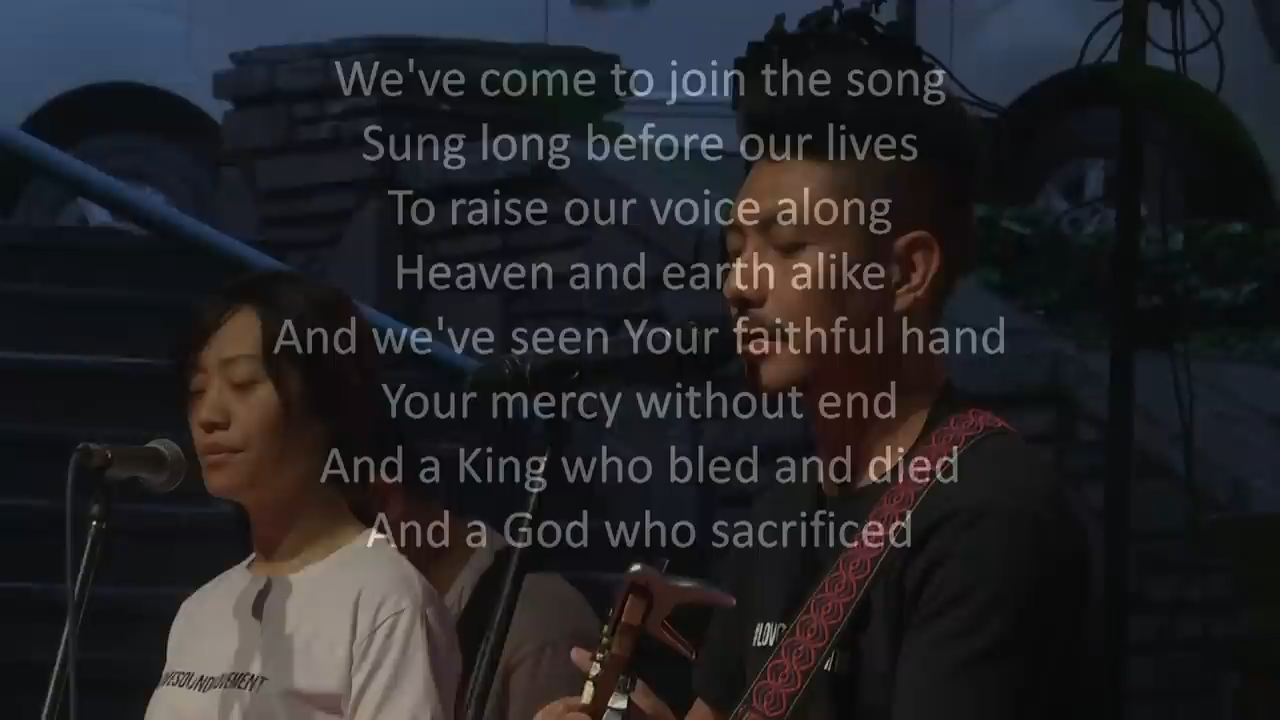 We've come to join the song
Sung long before our lives
To raise our voice along
Heaven and earth alike
And we've seen Your faithful hand
Your mercy without end
And a King who bled and died
And a God who sacrificed